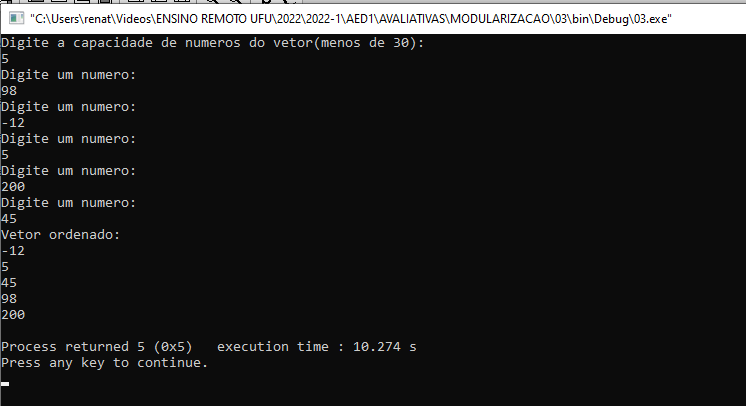 "C:\Users\renat\Videos\ENSINO REMOTO UFU\2022\2022-1\AED1\AVALIATIVAS\MODULARIZACAO\03\bin\Debug\03.exe"
Digite a capacidade de numeros do vetor(menos de 30):
5
Digite um numero:
98
Digite um numero:
-12
Digite um numero:
5
Digite um numero:
200
Digite um numero:
45
Vetor ordenado:
-12
5
45
98
200
Process returned 5 (0x5)   execution time : 10.274 s
Press any key to continue.